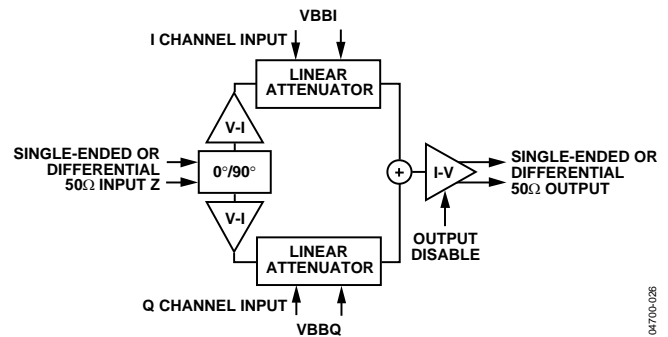 VBBI
I CHANNEL INPUT
LINEAR
ATTENUATOR
V-I
SINGLE-ENDED OR
DIFFERENTIAL
50Ω INPUT Z
0°/90°
+
I-V
SINGLE-ENDED OR
DIFFERENTIAL
50Ω OUTPUT
V-I
OUTPUT
DISABLE
LINEAR
ATTENUATOR
Q CHANNEL INPUT
VBBQ
04700-026